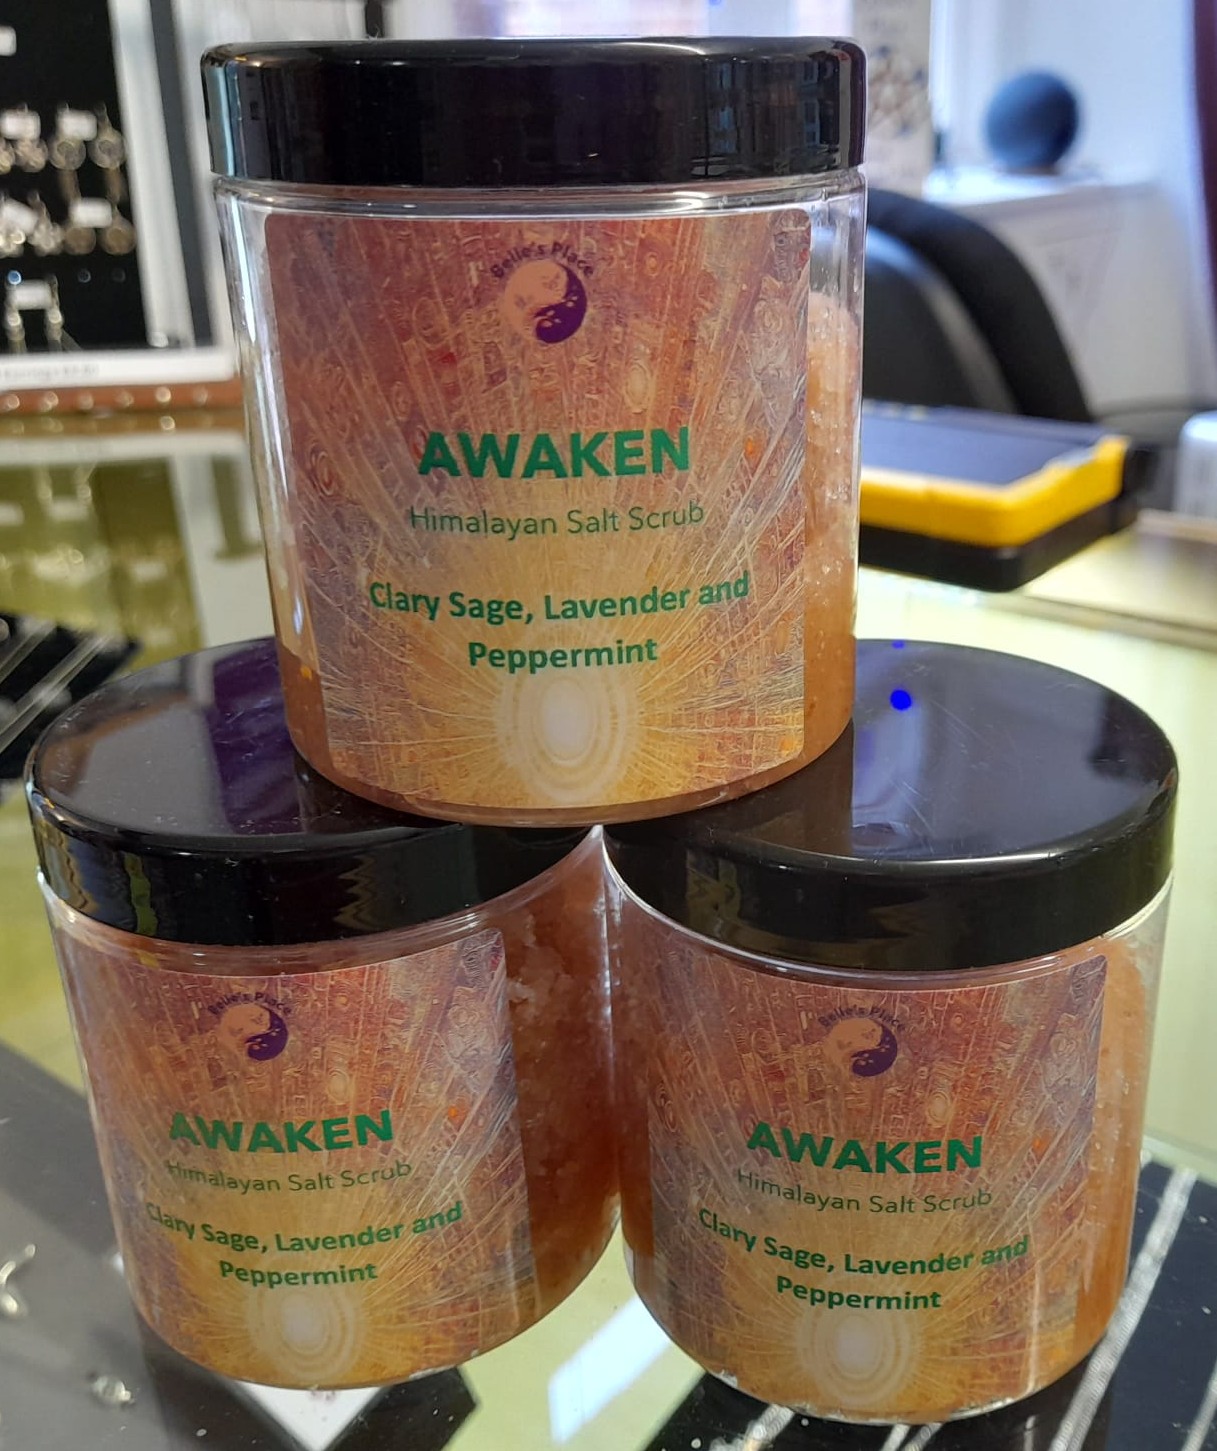 Belle's Place
AWAKEN
Himalayan Salt Scrub
Clary Sage, Lavender and
Peppermint
Belle's Place
AWAKEN
Himalayan Salt Scrub
Clary Sage, Lavender and
Peppermint
Belle's Place
AWAKEN
Himalayan Salt Scrub
Clary Sage, Lavender and
Peppermint